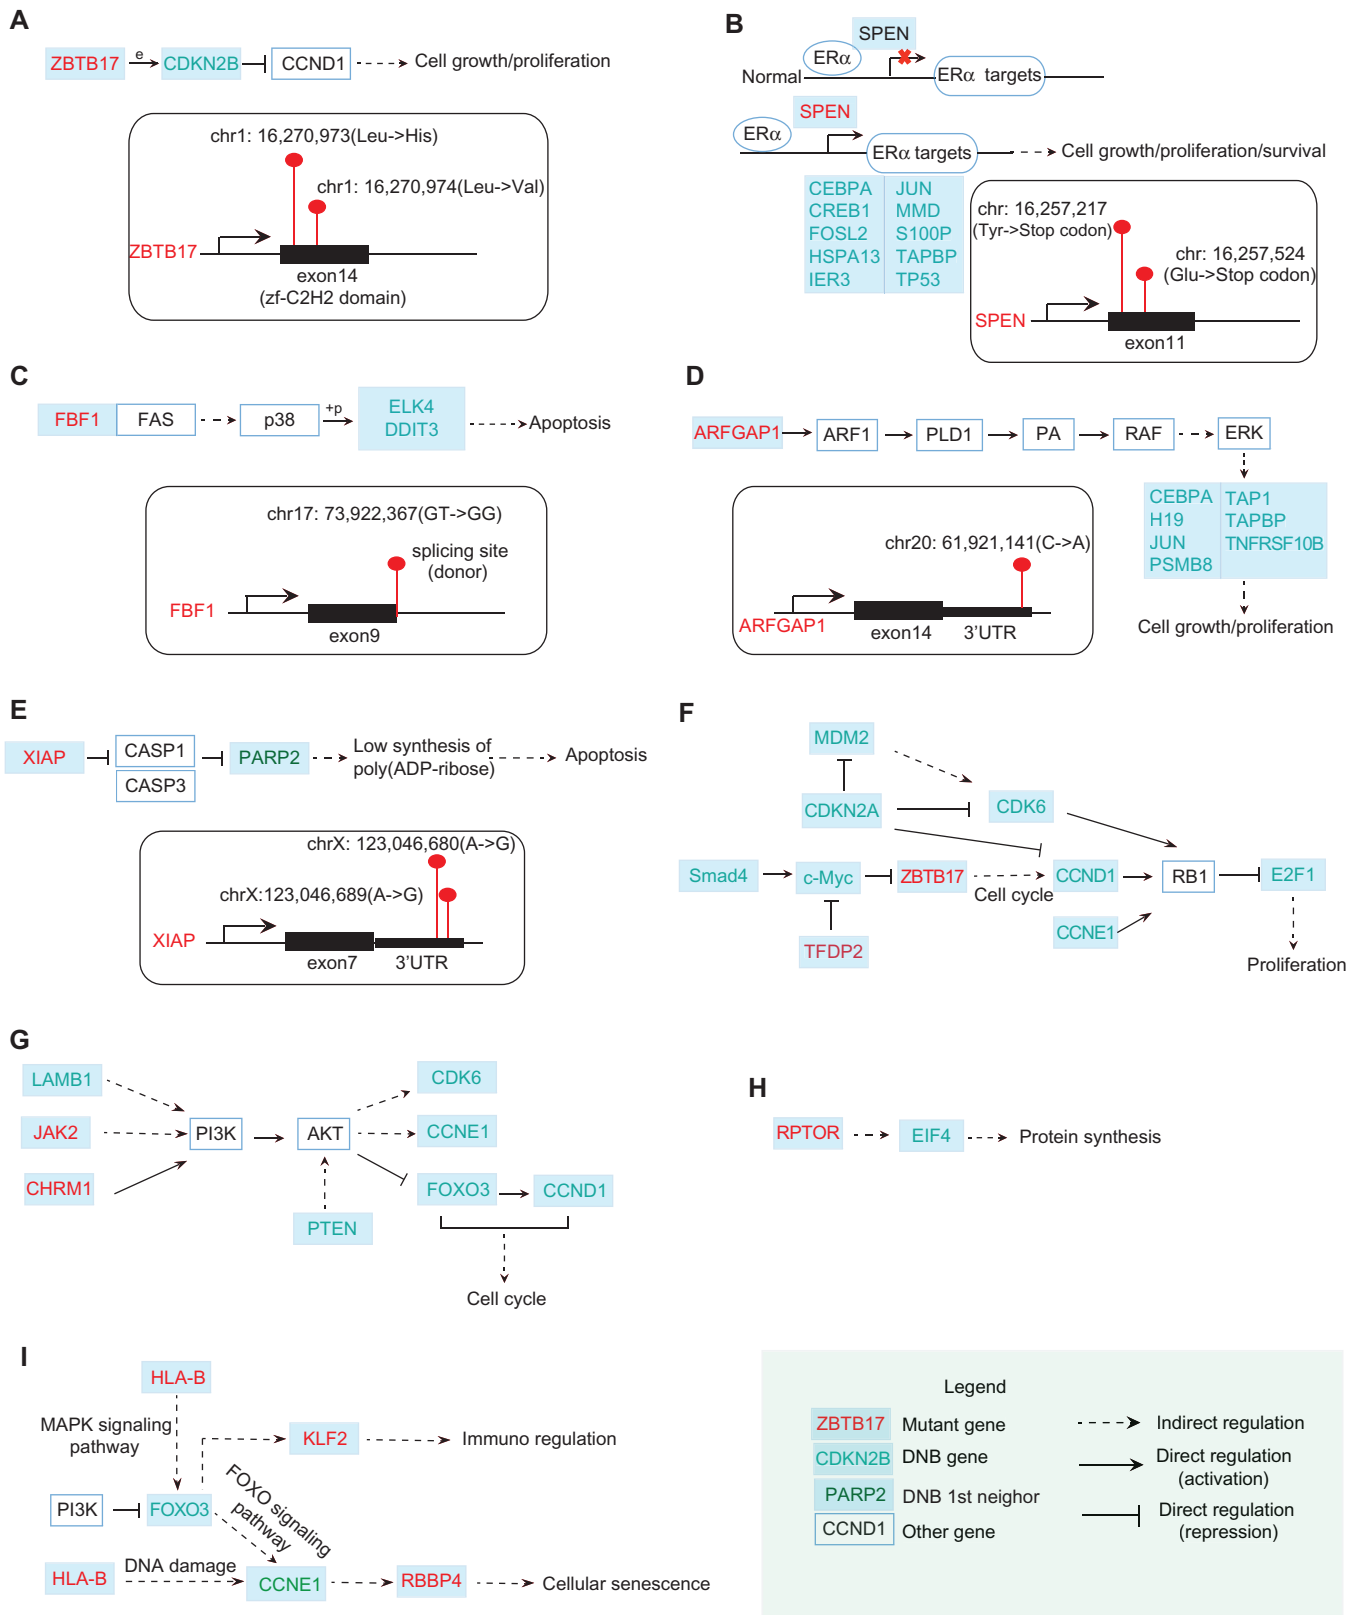 A
ZBTB17
e
CDKN2B
CCND1
Cell growth/proliferation
chr1: 16,270,973(Leu->His)
chr1: 16,270,974(Leu->Val)
ZBTB17
exon14
(zf-C2H2 domain)
B
SPEN
ERα
Normal
ERα targets
SPEN
ERα
ERα targets
Cell growth/proliferation/survival
CEBPA JUN
CREB1 MMD
FOSL2 S100P
HSPA13 TAPBP
IER3 TP53
chr: 16,257,217
(Tyr->Stop codon)
chr: 16,257,524
(Glu->Stop codon)
SPEN
exon11
C
FBF1
FAS
p38
+p
ELK4
DDIT3
Apoptosis
chr17: 73,922,367(GT->GG)
splicing site
(donor)
FBF1
exon9
D
ARFGAP1
ARF1
PLD1
PA
RAF
ERK
CEBPA TAP1
H19 TAPBP
JUN TNFRSF10B
PSMB8
Cell growth/proliferation
chr20: 61,921,141(C->A)
ARFGAP1
exon14
3'UTR
E
XIAP
CASP1
CASP3
PARP2
Low synthesis of
poly(ADP-ribose)
Apoptosis
chrX: 123,046,680(A->G)
chrX:123,046,689(A->G)
XIAP
exon7
3'UTR
F
MDM2
CDKN2A
CDK6
Smad4
c-Myc
ZBTB17
Cell cycle
CCND1
RB1
E2F1
TFDP2
CCNE1
Proliferation
G
LAMB1
JAK2
CHRM1
PI3K
AKT
PTEN
CDK6
CCNE1
FOXO3
CCND1
Cell cycle
H
RPTOR
EIF4
Protein synthesis
I
HLA-B
MAPK signaling
pathway
KLF2
Immuno regulation
PI3K
FOXO3
FOXO signaling
pathway
HLA-B
DNA damage
CCNE1
RBBP4
Cellular senescence
Legend
ZBTB17 Mutant gene
CDKN2B DNB gene
PARP2 DNB 1st neighor
CCND1 Other gene
Indirect regulation
Direct regulation
(activation)
Direct regulation
(repression)